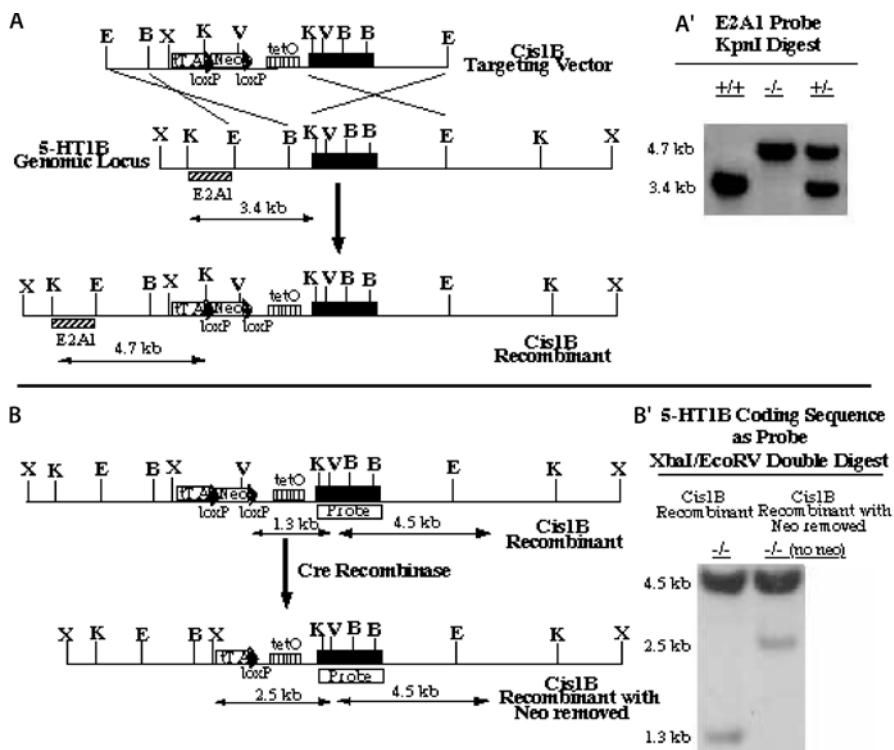 A
E B X K V tetO K V B B E
tTA Neo
loxP loxP
Cis1B
Targeting Vector
5-HT1B
Genomic Locus
X K E B K V B B E K X
E2A1
3.4 kb
X K E B X K V tetO K V B B E K X
tTA Neo
loxP loxP
E2A1
4.7 kb
Cis1B
Recombinant
A'
E2A1 Probe
KpnI Digest
+/+ -/- +/-
4.7 kb
3.4 kb
B
X K E B X V tetO K V B B E K X
tTA Neo
loxP loxP
Probe
1.3 kb 4.5 kb
Cis1B
Recombinant
Cre Recombinase
X K E B X tetO K V B B E K X
tTA
loxP
Probe
2.5 kb 4.5 kb
Cis1B
Recombinant with
Neo removed
B'
5-HT1B Coding Sequence
as Probe
XbaI/EcoRV Double Digest
Cis1B
Recombinant
Cis1B
Recombinant with
Neo removed
-/- -/- (no neo)
4.5 kb
2.5 kb
1.3 kb